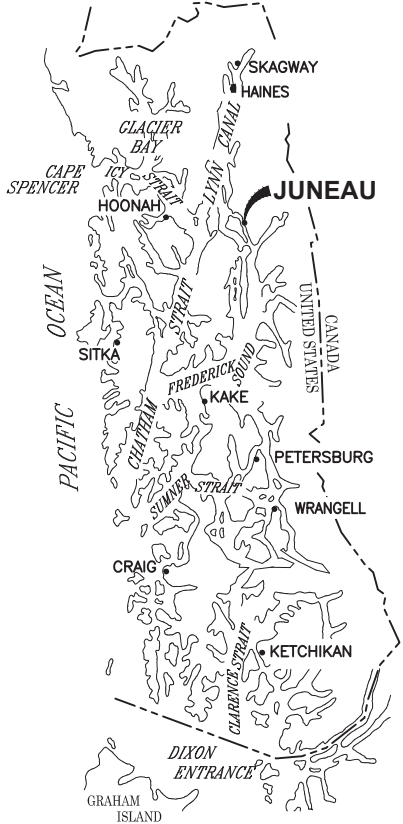 SKAGWAY
HAINES
GLACIER
BAY
LYNN CANAL
CAPE
SPENCER
ICY STRAIT
JUNEAU
HOONAH
PACIFIC OCEAN
CHATHAM STRAIT
CANADA
UNITED STATES
SITKA
FREDERICK SOUND
KAKE
PETERSBURG
SUMNER STRAIT
WRANGELL
CRAIG
CLARENCE STRAIT
KETCHIKAN
DIXON
ENTRANCE
GRAHAM
ISLAND